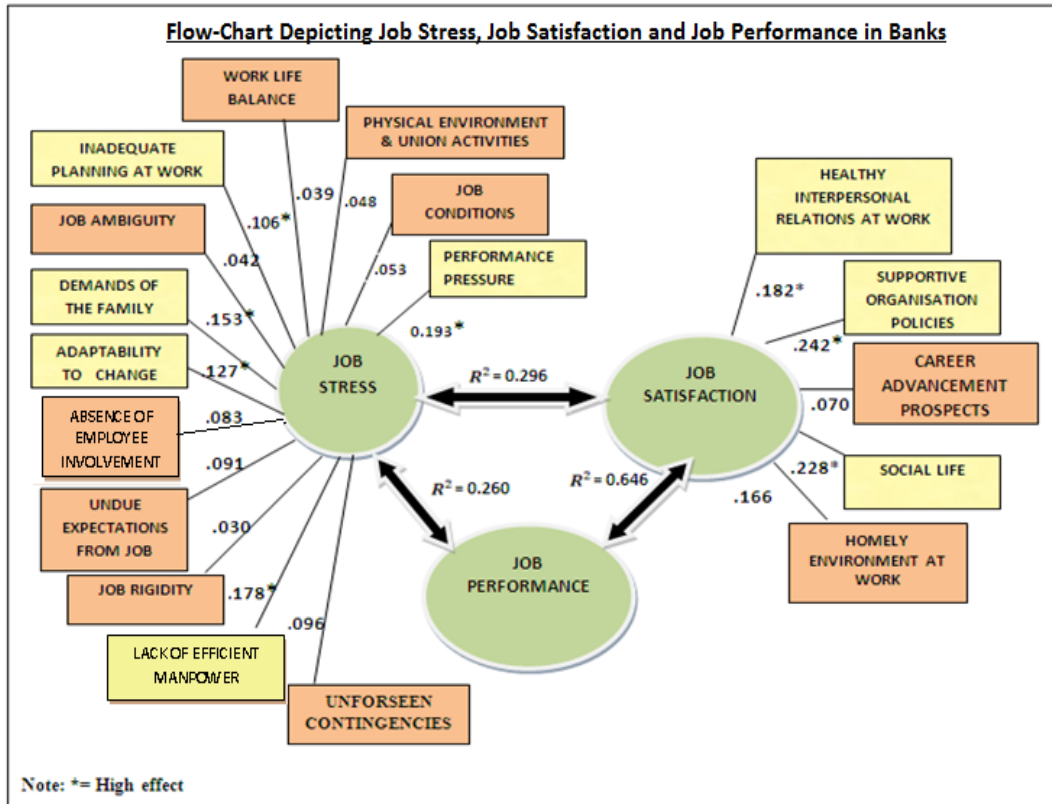 Flow-Chart Depicting Job Stress, Job Satisfaction and Job Performance in Banks
WORK LIFE
BALANCE
PHYSICAL ENVIRONMENT
& UNION ACTIVITIES
INADEQUATE
PLANNING AT WORK
JOB
CONDITIONS
JOB AMBIGUITY
PERFORMANCE
PRESSURE
DEMANDS OF
THE FAMILY
ADAPTABILITY
TO CHANGE
ABSENCE OF
EMPLOYEE
INVOLVEMENT
UNDUE
EXPECTATIONS
FROM JOB
JOB RIGIDITY
LACK OF EFFICIENT
MANPOWER
UNFORSEEN
CONTINGENCIES
.039
.048
.106*
.042
.053
0.193*
.153*
.127*
.083
.091
.030
.178*
.096
JOB
STRESS
R² = 0.296
JOB
SATISFACTION
R² = 0.260
R² = 0.646
JOB
PERFORMANCE
HEALTHY
INTERPERSONAL
RELATIONS AT WORK
.182*
SUPPORTIVE
ORGANISATION
POLICIES
.242*
CAREER
ADVANCEMENT
PROSPECTS
.070
SOCIAL LIFE
.228*
.166
HOMELY
ENVIRONMENT AT
WORK
Note: *= High effect